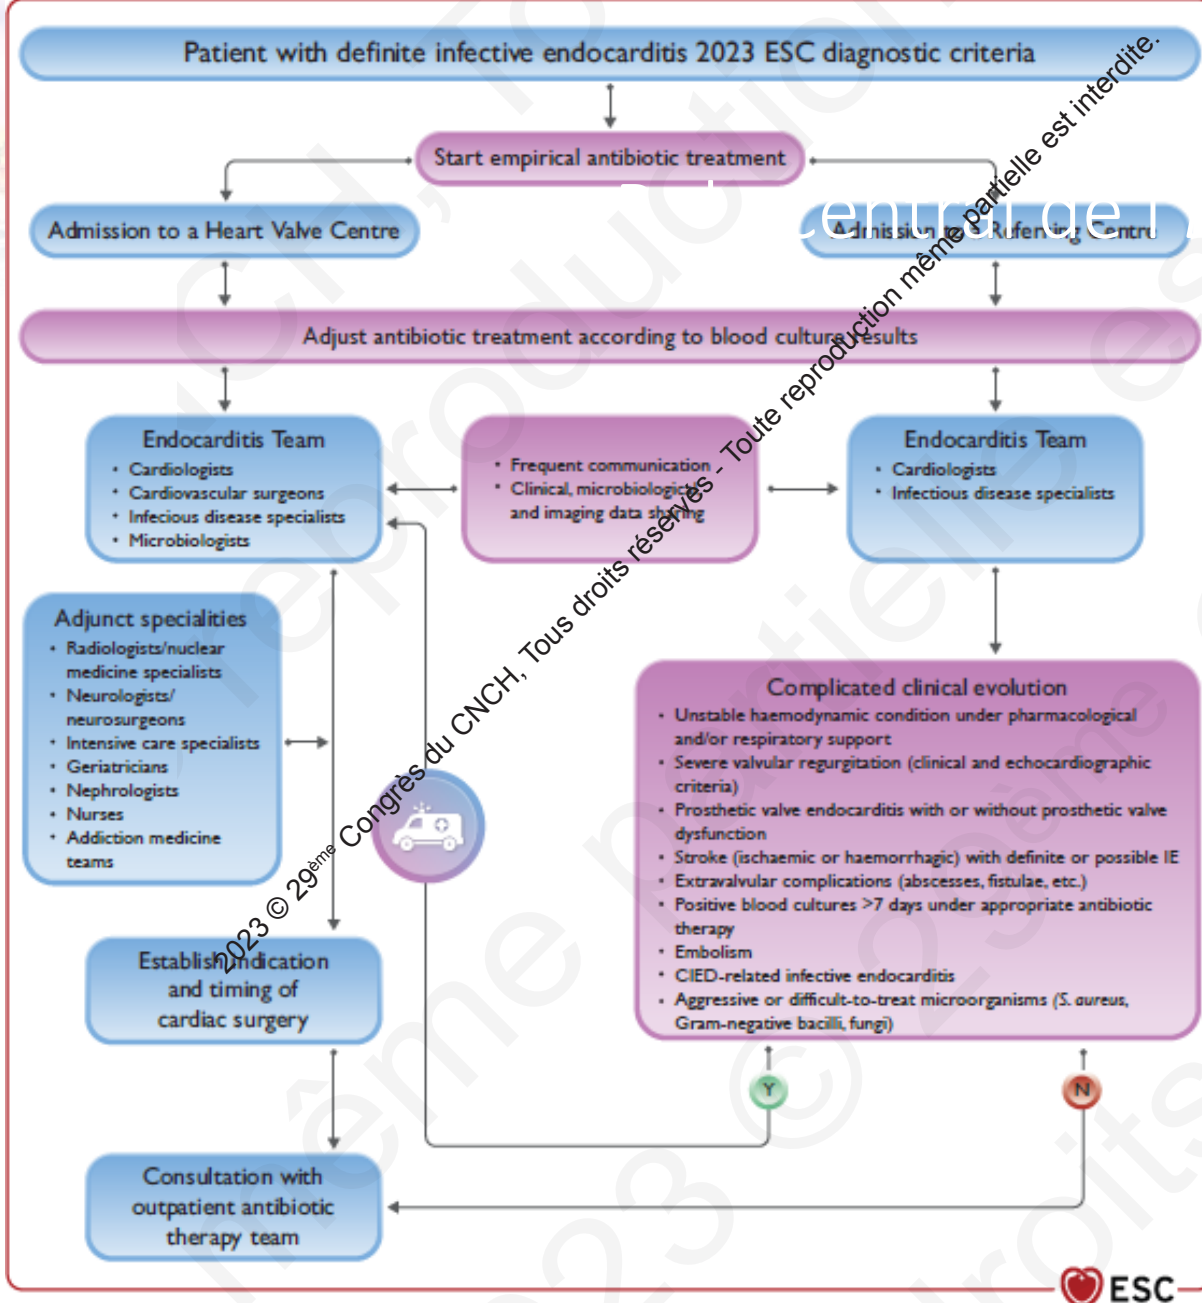 Patient with definite infective endocarditis 2023 ESC diagnostic criteria
Start empirical antibiotic treatment
Admission to a Heart Valve Centre
Admission to a Referring Centre
entral de l'
Adjust antibiotic treatment according to blood culture results
Endocarditis Team
• Cardiologists
• Cardiovascular surgeons
• Infecious disease specialists
• Microbiologists
• Frequent communication
• Clinical, microbiological
and imaging data sharing
Endocarditis Team
• Cardiologists
• Infectious disease specialists
Adjunct specialities
• Radiologists/nuclear
medicine specialists
• Neurologists/
neurosurgeons
• Intensive care specialists
• Geriatricians
• Nephrologists
• Nurses
• Addiction medicine
teams
Complicated clinical evolution
• Unstable haemodynamic condition under pharmacological
and/or respiratory support
• Severe valvular regurgitation (clinical and echocardiographic
criteria)
• Prosthetic valve endocarditis with or without prosthetic valve
dysfunction
• Stroke (ischaemic or haemorrhagic) with definite or possible IE
• Extravalvular complications (abscesses, fistulae, etc.)
• Positive blood cultures >7 days under appropriate antibiotic
therapy
• Embolism
• CIED-related infective endocarditis
• Aggressive or difficult-to-treat microorganisms (S. aureus,
Gram-negative bacilli, fungi)
Establish indication
and timing of
cardiac surgery
Y
N
Consultation with
outpatient antibiotic
therapy team
ESC
2023 © 29ème Congrès du CNCH, Tous droits réservés - Toute reproduction même partielle est interdite.